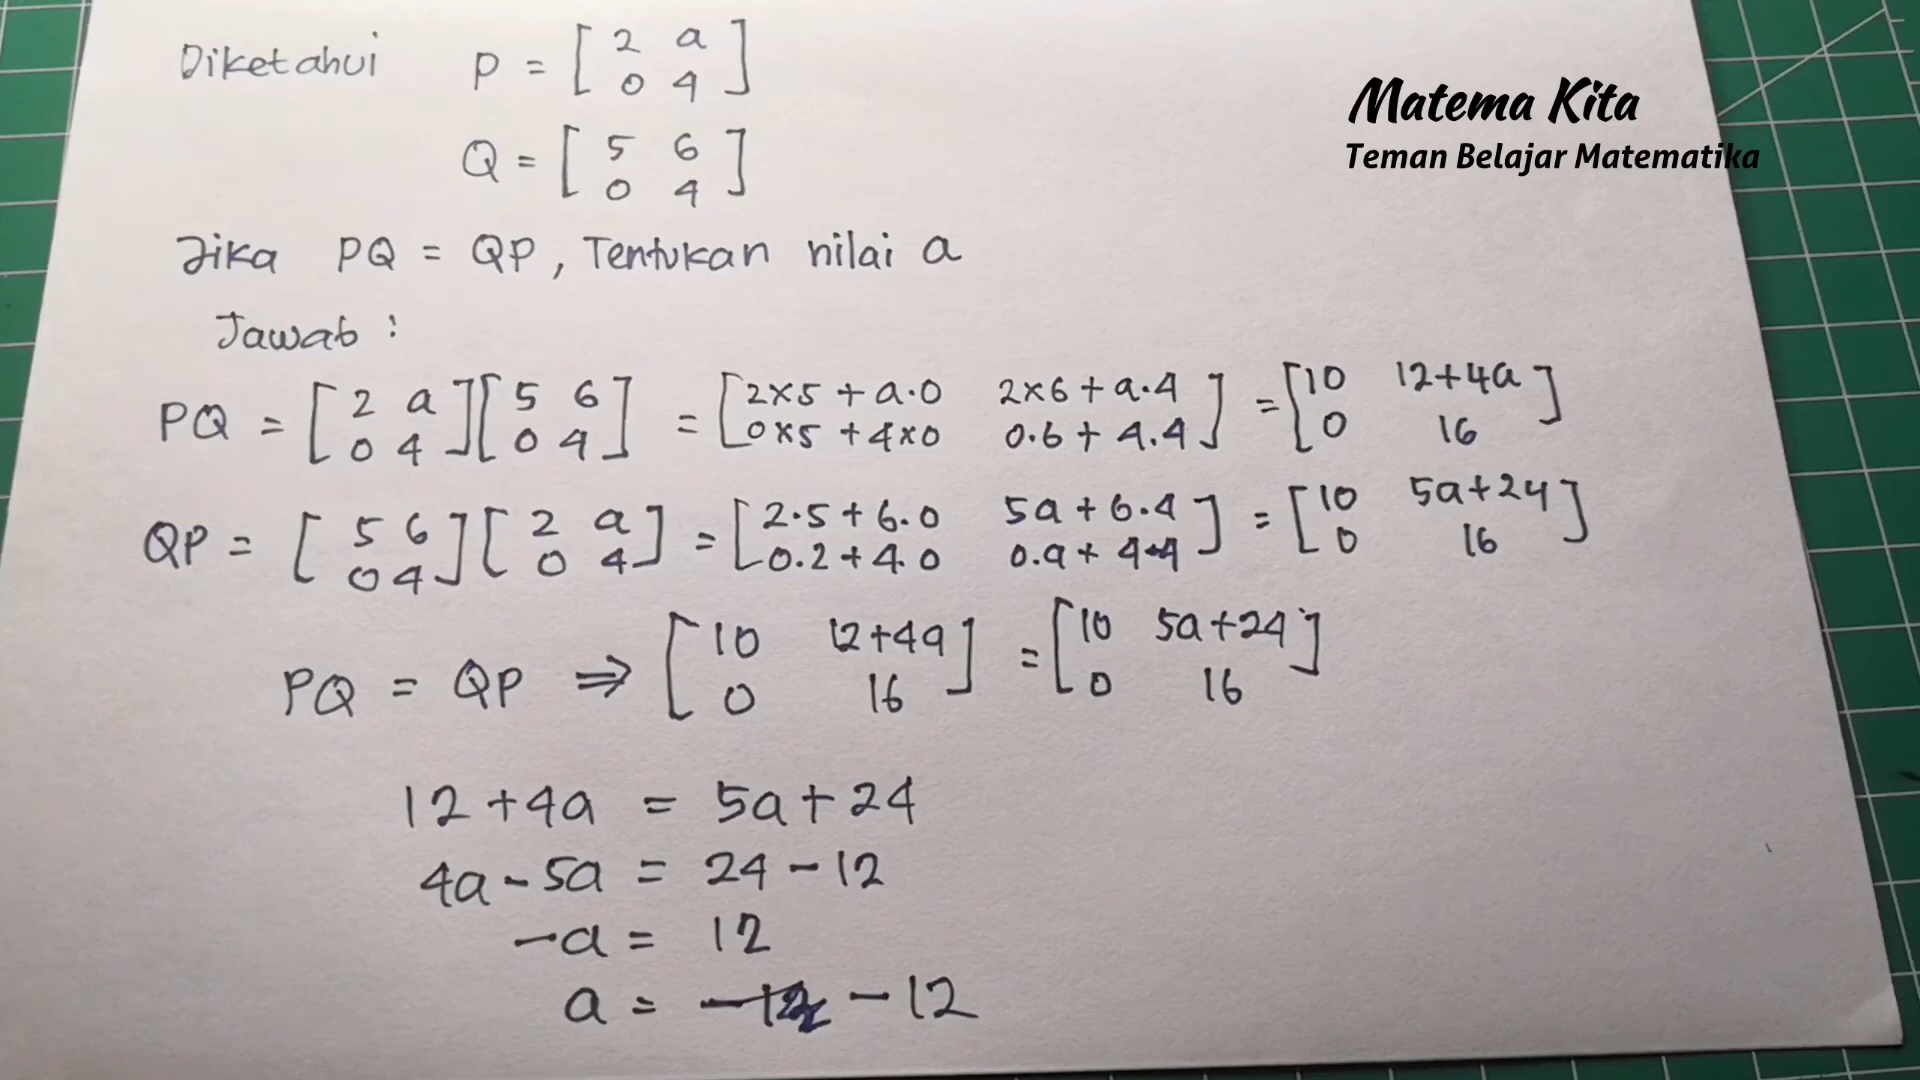 Diketahui P = [ 2 a
0 4 ]
Q = [ 5 6
0 4 ]
Matema Kita
Teman Belajar Matematika
Jika PQ = QP, Tentukan nilai a
Jawab :
PQ = [ 2 a
0 4 ] [ 5 6
0 4 ] = [ 2×5 + a·0 2×6 + a·4
0×5 + 4×0 0·6 + 4·4 ] = [ 10 12+4a
0 16 ]
QP = [ 5 6
0 4 ] [ 2 a
0 4 ] = [ 2·5 + 6·0 5a + 6·4
0·2 + 4·0 0·a + 4·4 ] = [ 10 5a+24
0 16 ]
PQ = QP ⇒ [ 10 12+4a
0 16 ] = [ 10 5a+24
0 16 ]
12 + 4a = 5a + 24
4a - 5a = 24 - 12
-a = 12
a = -12